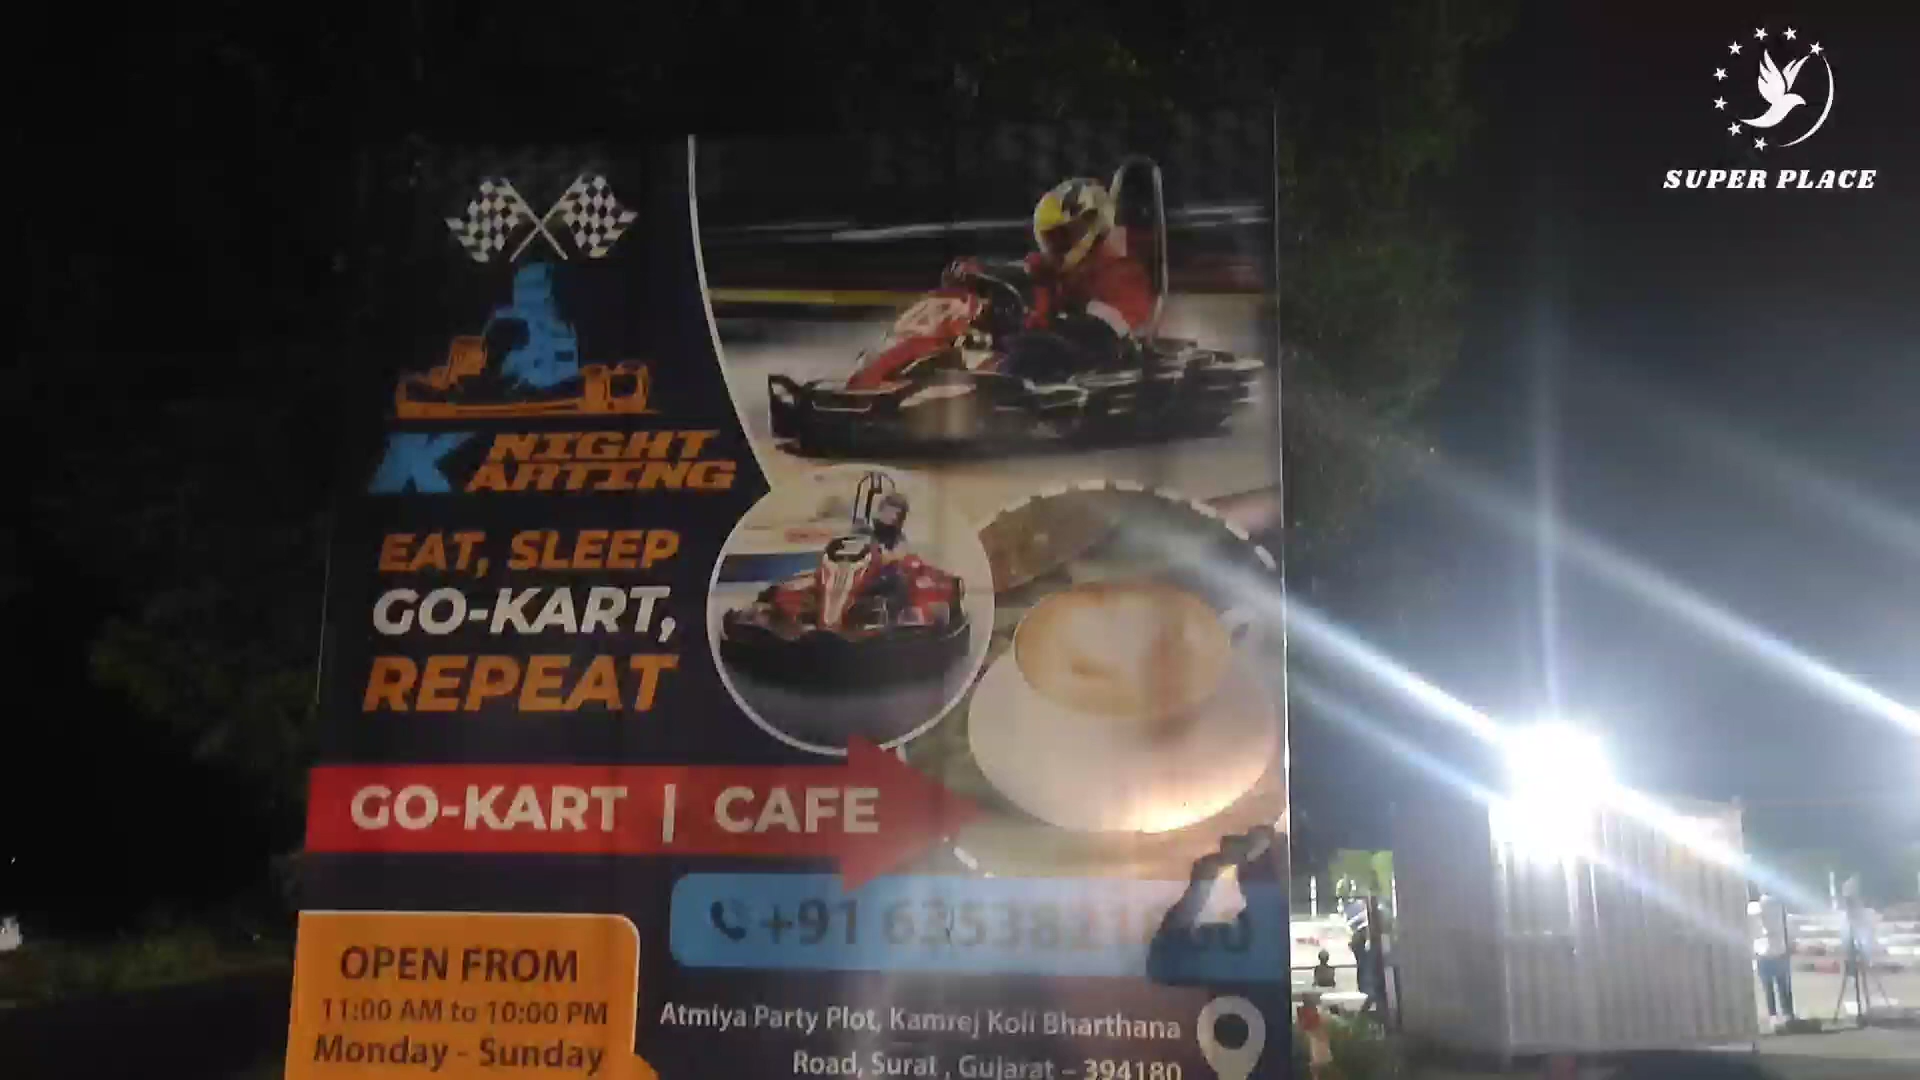 SUPER PLACE
K NIGHT
ARTING
EAT, SLEEP
GO-KART,
REPEAT
GO-KART | CAFE
+91
OPEN FROM
11:00 AM to 10:00 PM
Monday - Sunday
Atmiya Party Plot, Kamrej Koli Bharthana
Road, Surat , Gujarat – 394180